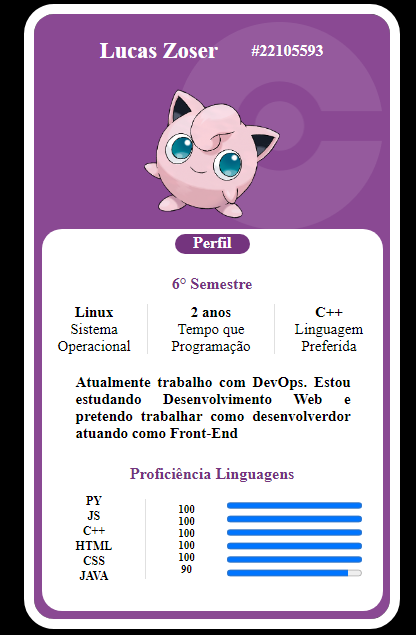 Lucas Zoser #22105593
Perfil
6° Semestre
Linux 2 anos C++
Sistema Tempo que Linguagem
Operacional Programação Preferida
Atualmente trabalho com DevOps. Estou
estudando Desenvolvimento Web e
pretendo trabalhar como desenvolverdor
atuando como Front-End
Proficiência Linguagens
PY 100
JS 100
C++ 100
HTML 100
CSS 100
JAVA 90